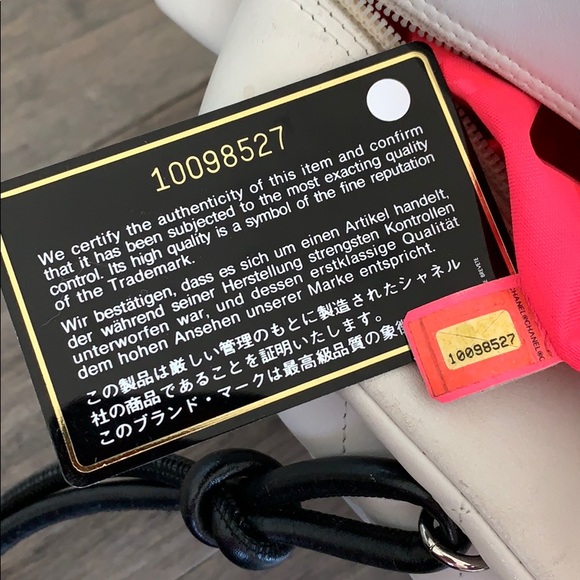 10098527
We certify the authenticity of this item and confirm
that it has been subjected to the most exacting quality
control. Its high quality is a symbol of the fine reputation
of the Trademark.
Wir bestätigen, dass es sich um einen Artikel handelt,
der während seiner Herstellung strengsten Kontrollen
unterworfen war, und dessen erstklassige Qualität
dem hohen Ansehen unserer Marke entspricht.
この製品は厳しい管理のもとに製造されたシャネル
社の商品であることを証明いたします。
このブランド・マークは最高級品質の象徴
CHANEL©CHANEL©C
10098527